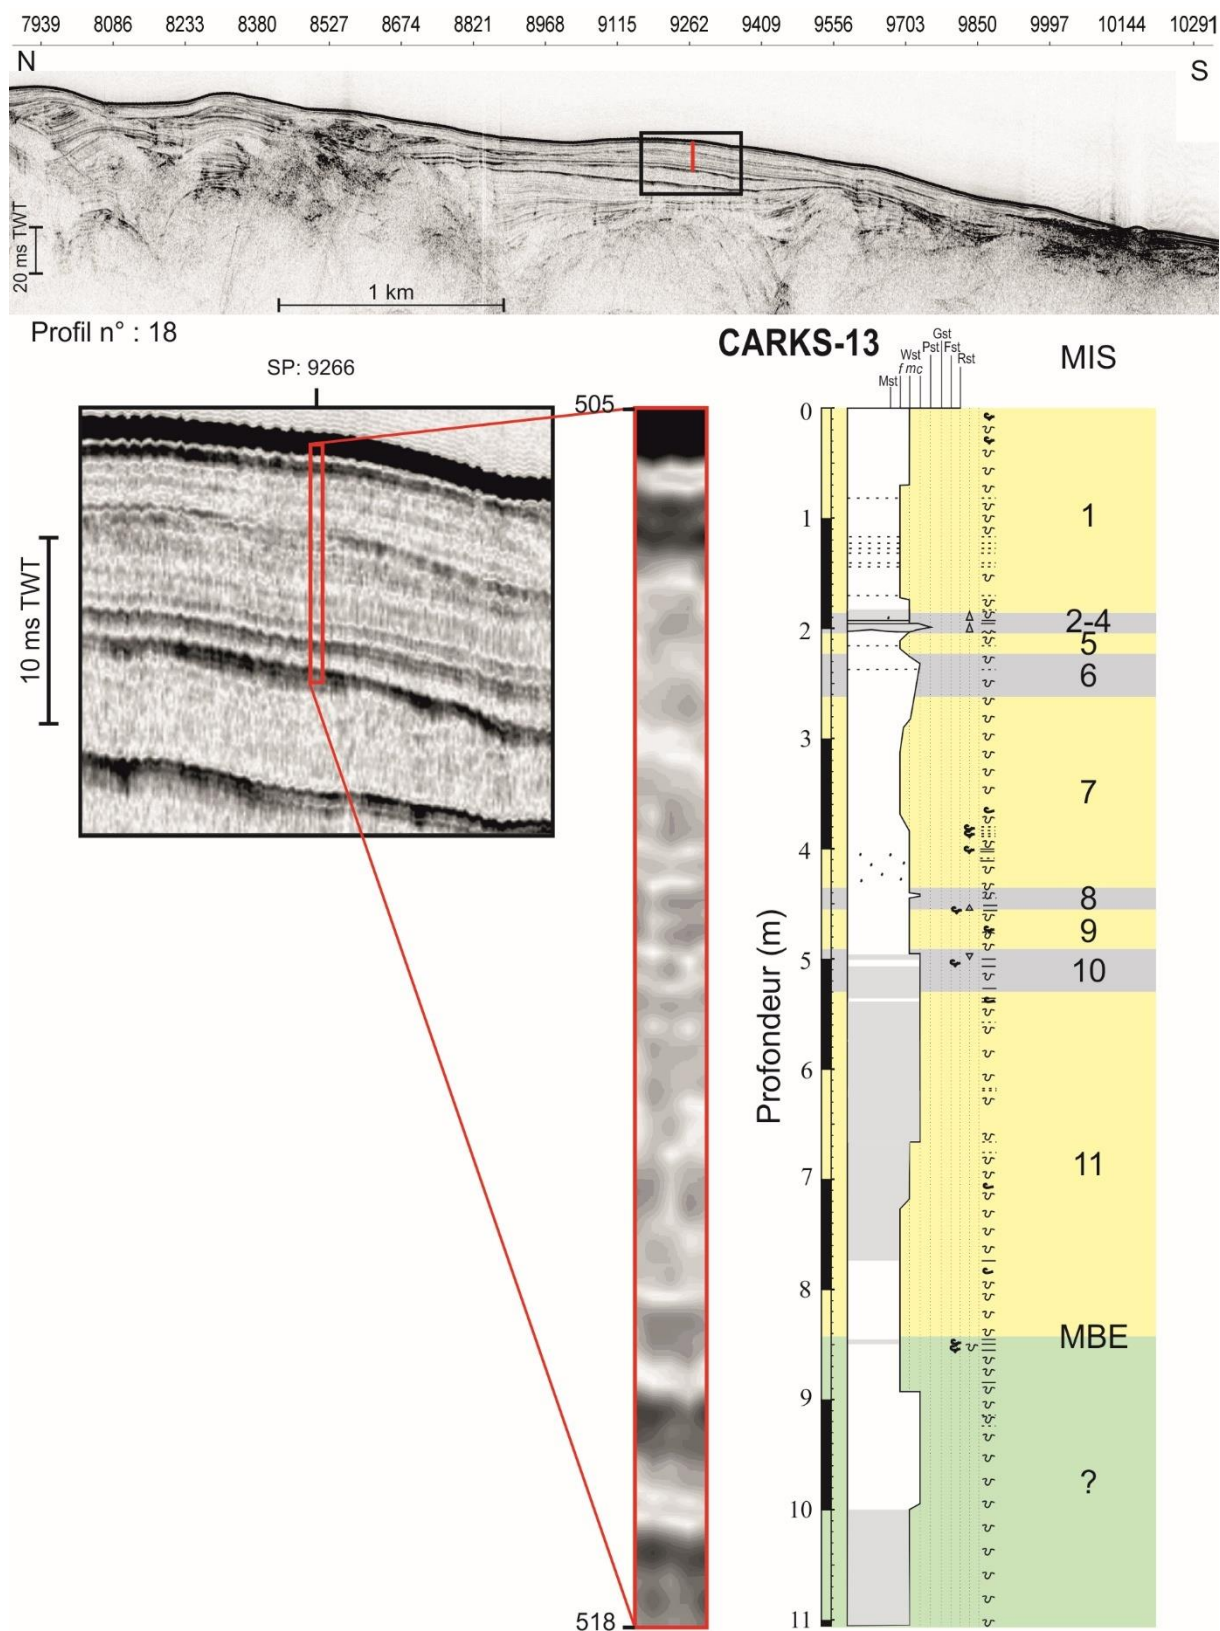 7939 8086 8233 8380 8527 8674 8821 8968 9115 9262 9409 9556 9703 9850 9997 10144 10291
N
S
20 ms TWT
1 km
Profil n° : 18
CARKS-13
Mst
f mc
Wst
Pst
Gst
Fst
Rst
MIS
SP: 9266
505
10 ms TWT
518
Profondeur (m)
0
1
2
3
4
5
6
7
8
9
10
11
1
2-4
5
6
7
8
9
10
11
MBE
?